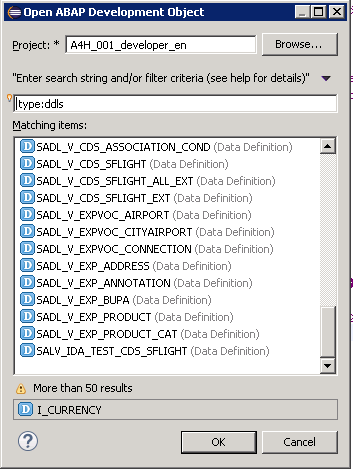 Open ABAP Development Object
Project: * A4H_001_developer_en Browse...
"Enter search string and/or filter criteria (see help for details)"
type:ddls
Matching items:
D SADL_V_CDS_ASSOCIATION_COND (Data Definition)
D SADL_V_CDS_SFLIGHT (Data Definition)
D SADL_V_CDS_SFLIGHT_ALL_EXT (Data Definition)
D SADL_V_CDS_SFLIGHT_EXT (Data Definition)
D SADL_V_EXPVOC_AIRPORT (Data Definition)
D SADL_V_EXPVOC_CITYAIRPORT (Data Definition)
D SADL_V_EXPVOC_CONNECTION (Data Definition)
D SADL_V_EXP_ADDRESS (Data Definition)
D SADL_V_EXP_ANNOTATION (Data Definition)
D SADL_V_EXP_BUPA (Data Definition)
D SADL_V_EXP_PRODUCT (Data Definition)
D SADL_V_EXP_PRODUCT_CAT (Data Definition)
D SALV_IDA_TEST_CDS_SFLIGHT (Data Definition)
More than 50 results
D I_CURRENCY
? OK Cancel